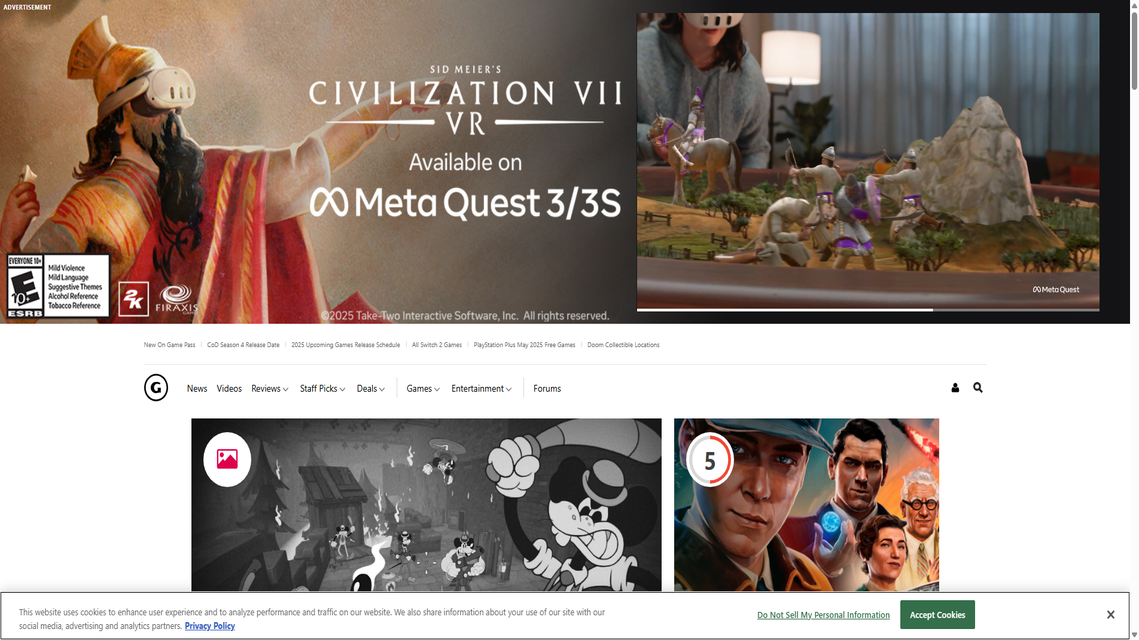 ADVERTISEMENT
SID MEIER'S
CIVILIZATION VII
VR
Available on
Meta Quest 3/3S
EVERYONE 10+
E
10+
ESRB
Mild Violence
Mild Language
Suggestive Themes
Alcohol Reference
Tobacco Reference
2K
FIRAXIS
GAMES
©2025 Take-Two Interactive Software, Inc. All rights reserved.
Meta Quest
New On Game Pass
CoD Season 4 Release Date
2025 Upcoming Games Release Schedule
All Switch 2 Games
PlayStation Plus May 2025 Free Games
Doom Collectible Locations
G
News
Videos
Reviews
Staff Picks
Deals
Games
Entertainment
Forums
5
This website uses cookies to enhance user experience and to analyze performance and traffic on our website. We also share information about your use of our site with our
social media, advertising and analytics partners. Privacy Policy
Do Not Sell My Personal Information
Accept Cookies